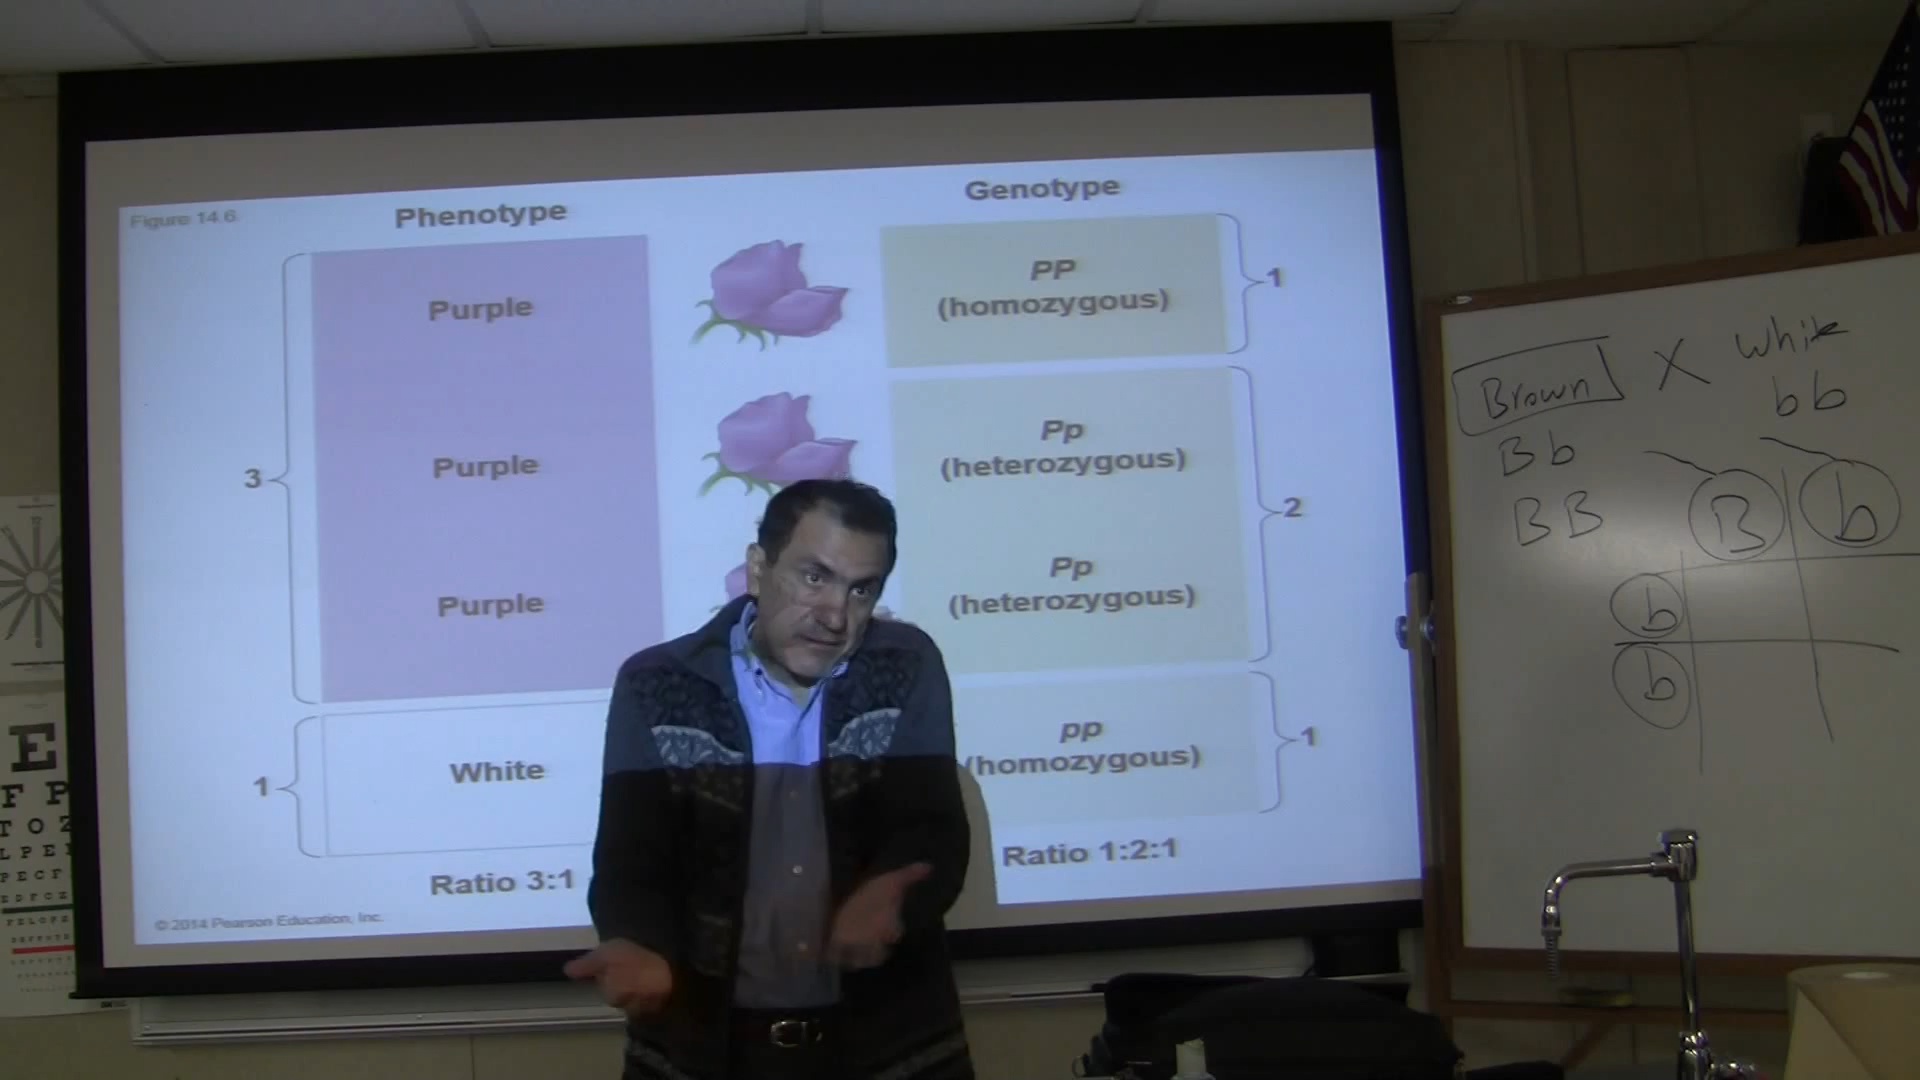 Figure 14.6
Phenotype
Genotype
Purple
PP
(homozygous)
1
3
Purple
Pp
(heterozygous)
2
Purple
Pp
(heterozygous)
1
White
pp
(homozygous)
1
Ratio 3:1
Ratio 1:2:1
© 2014 Pearson Education, Inc.
Brown X White
Bb
bb
BB
B b
b
b
E
F P
T O Z
L P E
P E C F
E D F C Z
F E L O P Z